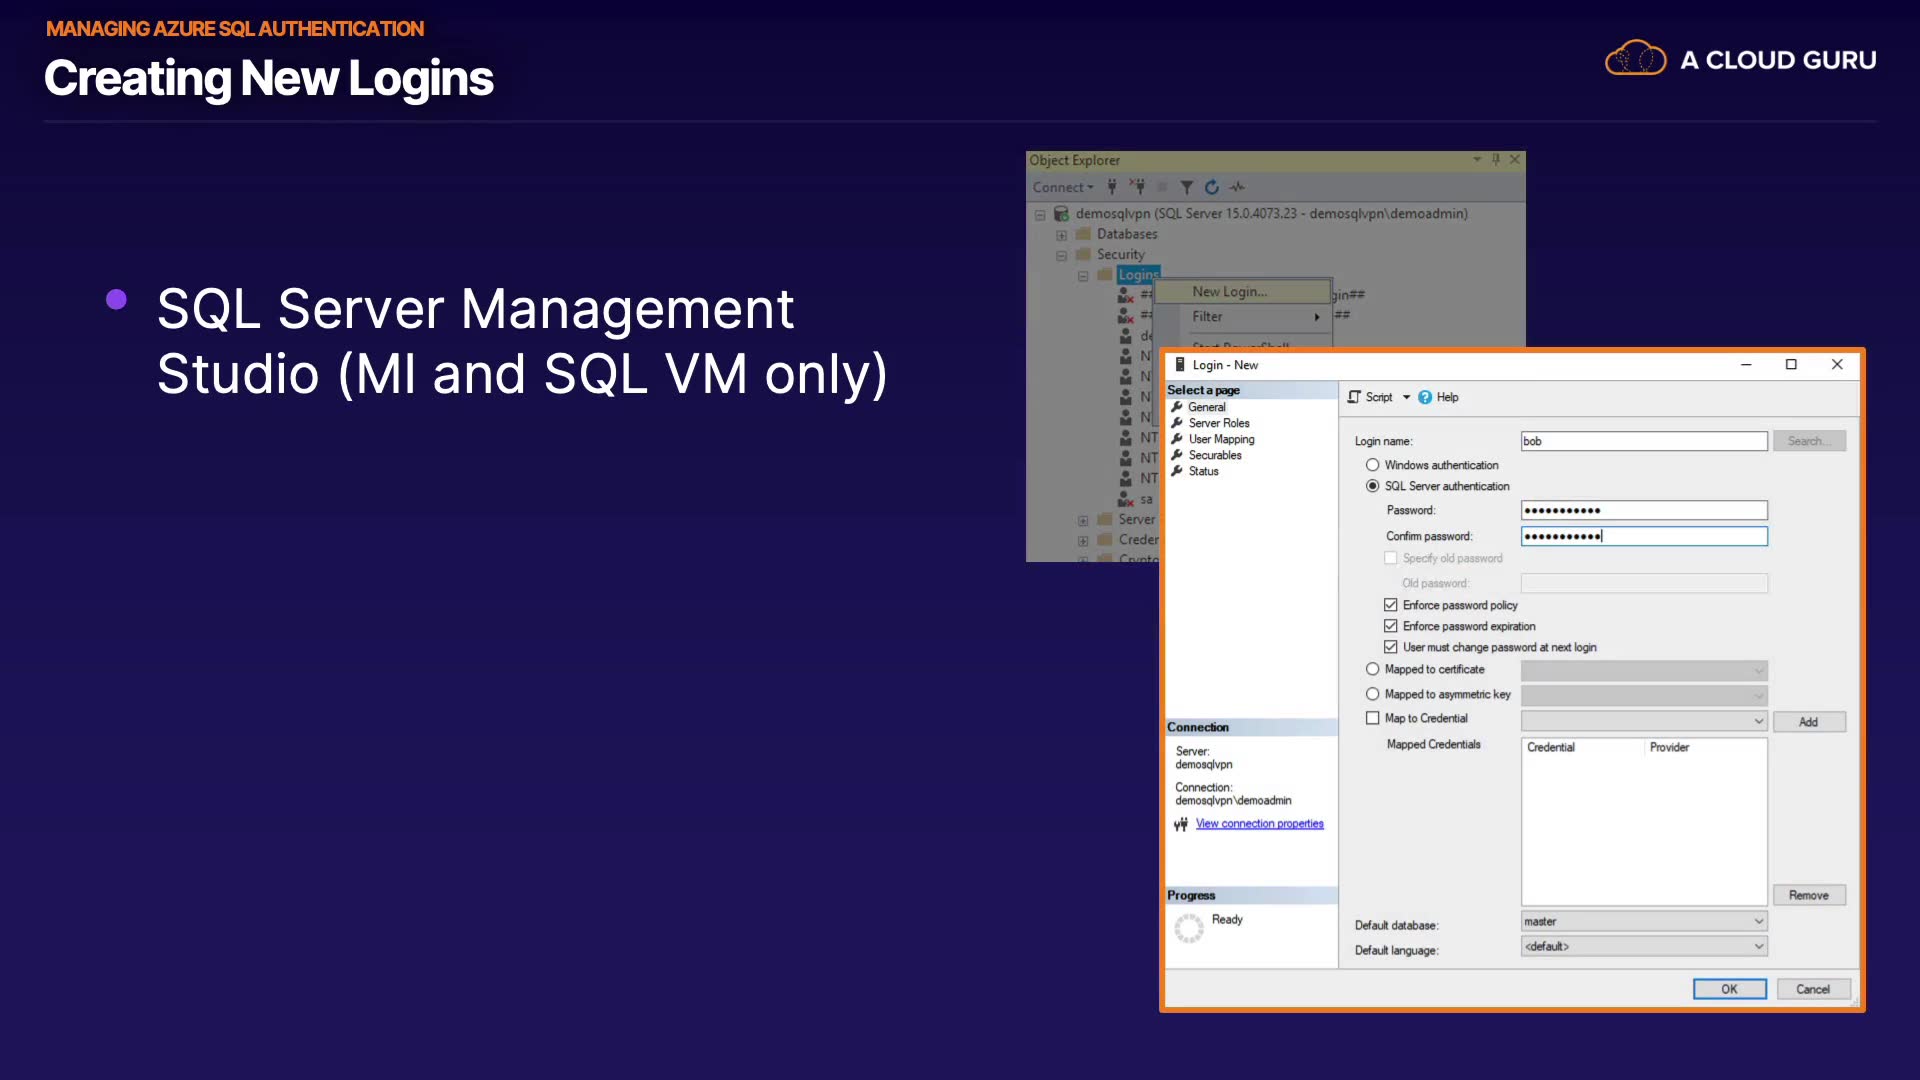 MANAGING AZURE SQL AUTHENTICATION
Creating New Logins
A CLOUD GURU
SQL Server Management
Studio (MI and SQL VM only)
Object Explorer
Connect
demosqlvpn (SQL Server 15.0.4073.23 - demosqlvpn\demoadmin)
Databases
Security
Logins
New Login...
gin##
Filter
##
Start PowerShell
NT
NT
NT
sa
Server
Creden
Crypto
Login - New
Select a page
General
Server Roles
User Mapping
Securables
Status
Script
Help
Login name:
bob
Search...
Windows authentication
SQL Server authentication
Password:
Confirm password:
Specify old password
Old password:
Enforce password policy
Enforce password expiration
User must change password at next login
Mapped to certificate
Mapped to asymmetric key
Map to Credential
Add
Mapped Credentials
Credential
Provider
Remove
Default database:
master
Default language:
<default>
Connection
Server:
demosqlvpn
Connection:
demosqlvpn\demoadmin
View connection properties
Progress
Ready
OK
Cancel